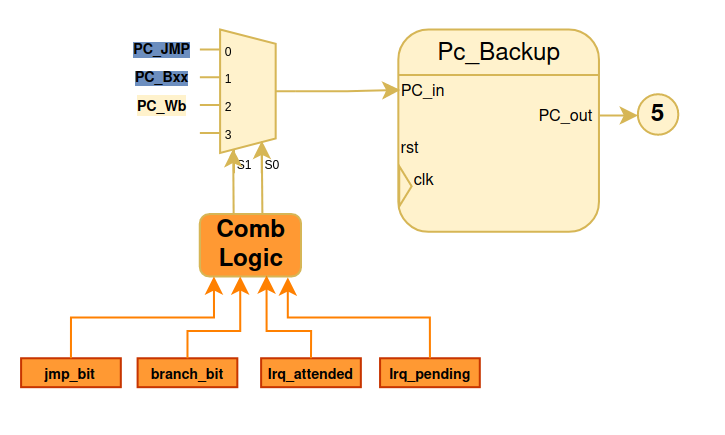 PC_JMP
PC_Bxx
PC_Wb
0
1
2
3
S1
S0
Pc_Backup
PC_in
PC_out
rst
clk
5
Comb
Logic
jmp_bit
branch_bit
Irq_attended
Irq_pending